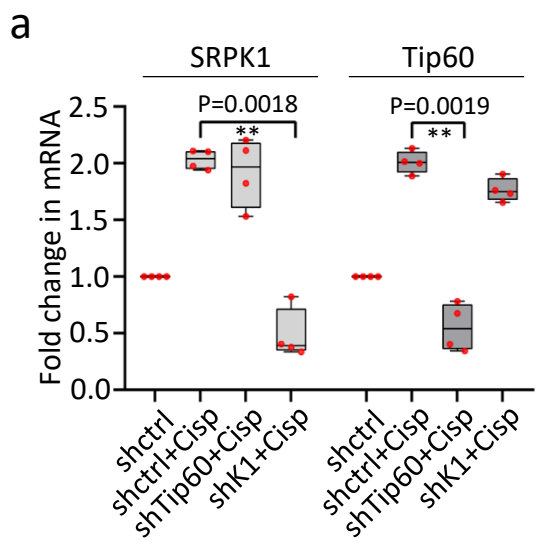 a
SRPK1 Tip60
P=0.0018 P=0.0019
** **
Fold change in mRNA
2.5
2.0
1.5
1.0
0.5
0.0
shctrl
shctrl+Cisp
shTip60+Cisp
shK1+Cisp
shctrl
shctrl+Cisp
shTip60+Cisp
shK1+Cisp